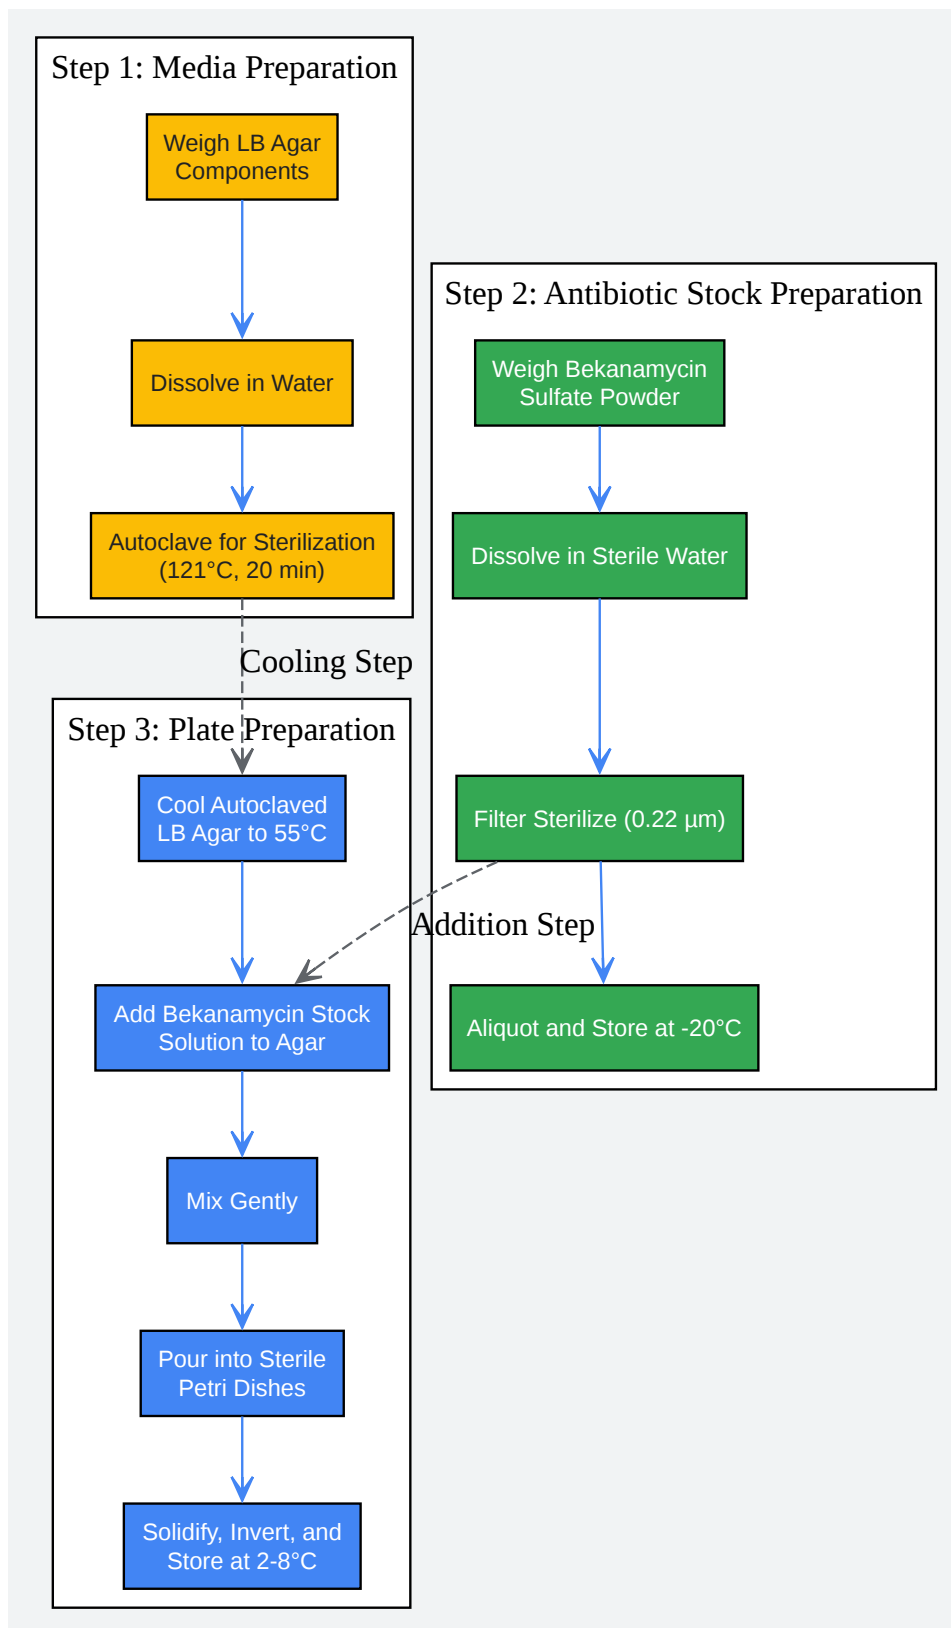 Step 1: Media Preparation
Weigh LB Agar
Components
Dissolve in Water
Autoclave for Sterilization
(121°C, 20 min)
Cooling Step
Step 2: Antibiotic Stock Preparation
Weigh Bekanamycin
Sulfate Powder
Dissolve in Sterile Water
Filter Sterilize (0.22 µm)
Addition Step
Aliquot and Store at -20°C
Step 3: Plate Preparation
Cool Autoclaved
LB Agar to 55°C
Add Bekanamycin Stock
Solution to Agar
Mix Gently
Pour into Sterile
Petri Dishes
Solidify, Invert, and
Store at 2-8°C